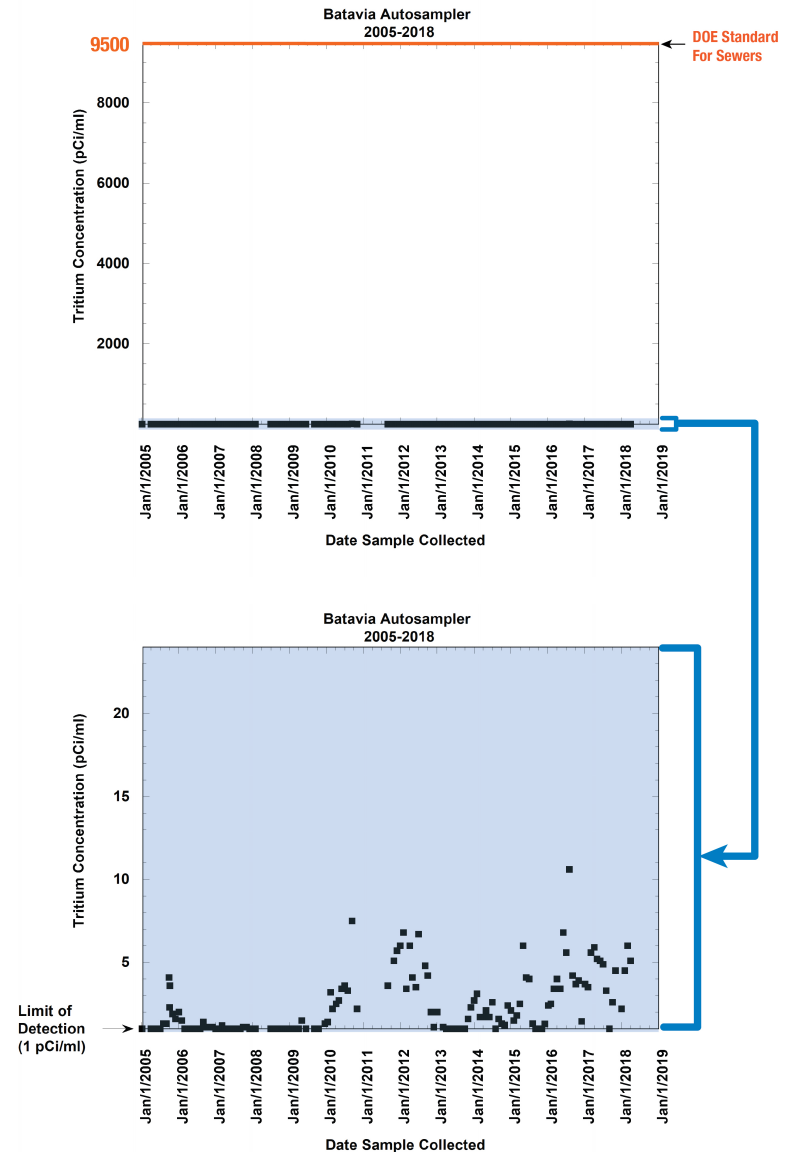 Batavia Autosampler
2005-2018
9500
DOE Standard
For Sewers
8000
6000
4000
2000
Tritium Concentration (pCi/ml)
Jan/1/2005
Jan/1/2006
Jan/1/2007
Jan/1/2008
Jan/1/2009
Jan/1/2010
Jan/1/2011
Jan/1/2012
Jan/1/2013
Jan/1/2014
Jan/1/2015
Jan/1/2016
Jan/1/2017
Jan/1/2018
Jan/1/2019
Date Sample Collected
Batavia Autosampler
2005-2018
20
15
10
5
Tritium Concentration (pCi/ml)
Limit of
Detection
(1 pCi/ml)
Jan/1/2005
Jan/1/2006
Jan/1/2007
Jan/1/2008
Jan/1/2009
Jan/1/2010
Jan/1/2011
Jan/1/2012
Jan/1/2013
Jan/1/2014
Jan/1/2015
Jan/1/2016
Jan/1/2017
Jan/1/2018
Jan/1/2019
Date Sample Collected